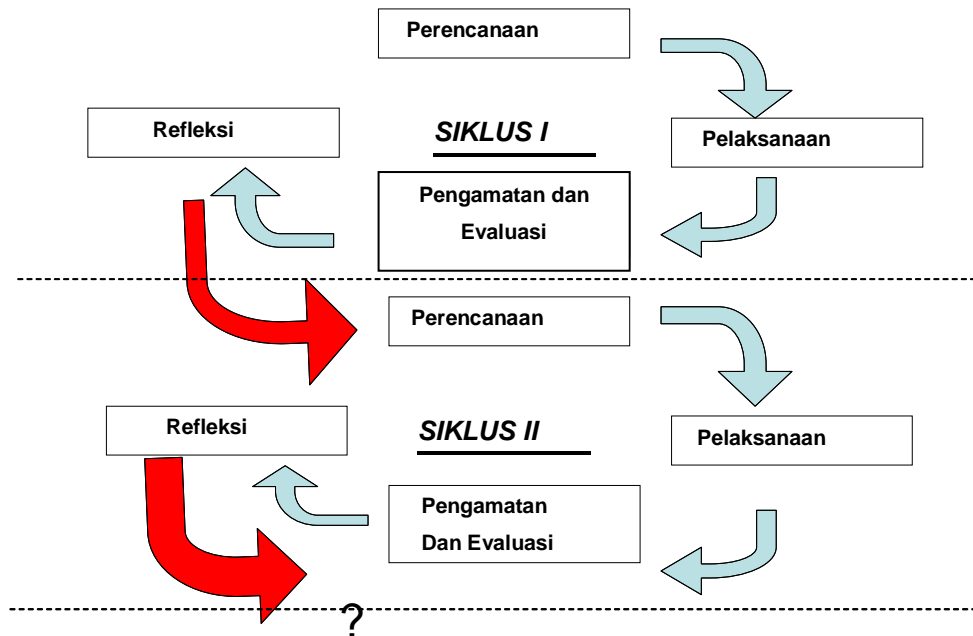 Perencanaan
Refleksi
SIKLUS I
Pelaksanaan
Pengamatan dan
Evaluasi
Perencanaan
Refleksi
SIKLUS II
Pelaksanaan
Pengamatan
Dan Evaluasi
?